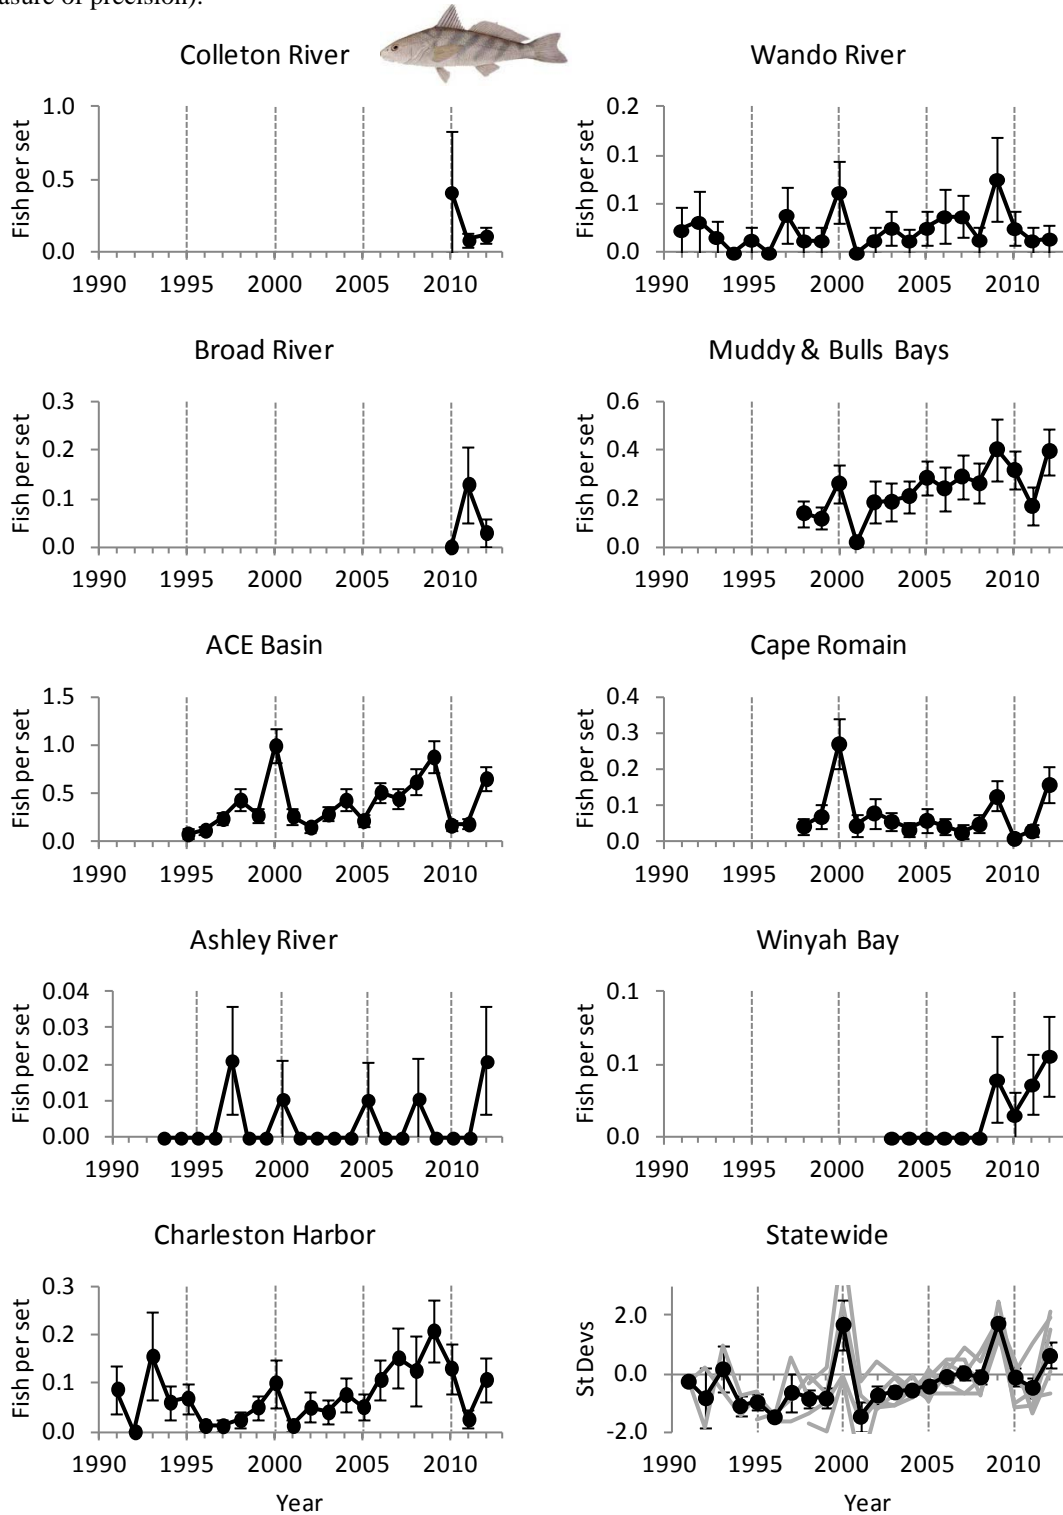 asure of precision).
Colleton River
Wando River
1.0
0.5
0.0
Fish per set
1990 1995 2000 2005 2010
0.2
0.1
0.1
0.0
Fish per set
1990 1995 2000 2005 2010
Broad River
Muddy & Bulls Bays
0.3
0.2
0.1
0.0
Fish per set
1990 1995 2000 2005 2010
0.6
0.4
0.2
0.0
Fish per set
1990 1995 2000 2005 2010
ACE Basin
Cape Romain
1.5
1.0
0.5
0.0
Fish per set
1990 1995 2000 2005 2010
0.4
0.3
0.2
0.1
0.0
Fish per set
1990 1995 2000 2005 2010
Ashley River
Winyah Bay
0.04
0.03
0.02
0.01
0.00
Fish per set
1990 1995 2000 2005 2010
0.1
0.1
0.0
Fish per set
1990 1995 2000 2005 2010
Charleston Harbor
Statewide
0.3
0.2
0.1
0.0
Fish per set
1990 1995 2000 2005 2010
Year
2.0
0.0
-2.0
St Devs
1990 1995 2000 2005 2010
Year